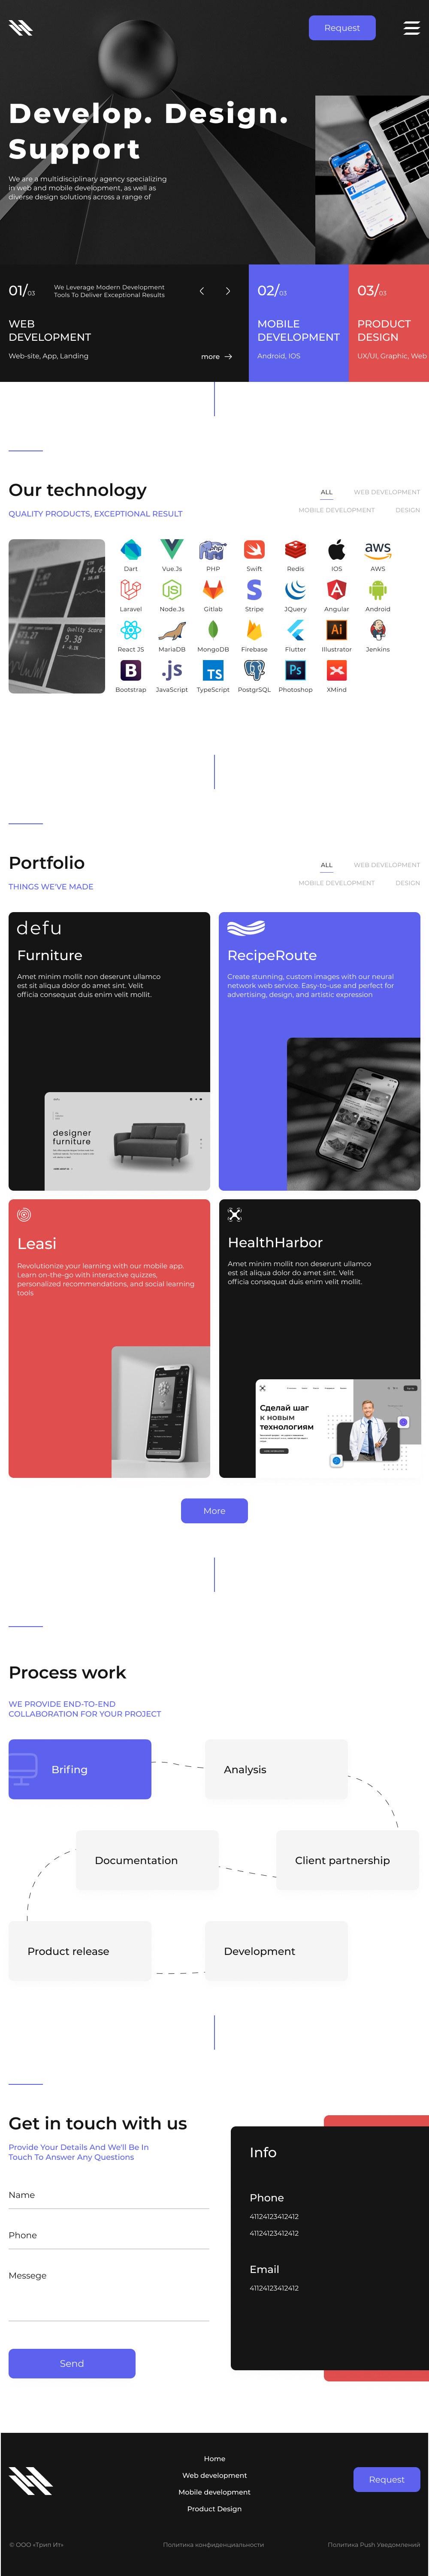 Request
Develop. Design.
Support
We are a multidisciplinary agency specializing
in web and mobile development, as well as
diverse design solutions across a range of
01/03
We Leverage Modern Development
Tools To Deliver Exceptional Results
WEB
DEVELOPMENT
Web-site, App, Landing
more
02/03
MOBILE
DEVELOPMENT
Android, IOS
03/03
PRODUCT
DESIGN
UX/UI, Graphic, Web
Our technology
QUALITY PRODUCTS, EXCEPTIONAL RESULT
ALL WEB DEVELOPMENT
MOBILE DEVELOPMENT DESIGN
Quality Score
9.38
php
aws
Dart Vue.Js PHP Swift Redis IOS AWS
Laravel Node.Js Gitlab Stripe JQuery Angular Android
Ai
React JS MariaDB MongoDB Firebase Flutter Illustrator Jenkins
B .js TS Ps
Bootstrap JavaScript TypeScript PostgrSQL Photoshop XMind
Portfolio
THINGS WE'VE MADE
ALL WEB DEVELOPMENT
MOBILE DEVELOPMENT DESIGN
defu
Furniture
Amet minim mollit non deserunt ullamco
est sit aliqua dolor do amet sint. Velit
officia consequat duis enim velit mollit.
designer
furniture
RecipeRoute
Create stunning, custom images with our neural
network web service. Easy-to-use and perfect for
advertising, design, and artistic expression
Leasi
Revolutionize your learning with our mobile app.
Learn on-the-go with interactive quizzes,
personalized recommendations, and social learning
tools
HealthHarbor
Amet minim mollit non deserunt ullamco
est sit aliqua dolor do amet sint. Velit
officia consequat duis enim velit mollit.
Сделай шаг
к новым
технологиям
More
Process work
WE PROVIDE END-TO-END
COLLABORATION FOR YOUR PROJECT
Brifing
Analysis
Documentation
Client partnership
Product release
Development
Get in touch with us
Provide Your Details And We'll Be In
Touch To Answer Any Questions
Name
Phone
Messege
Send
Info
Phone
41124123412412
41124123412412
Email
41124123412412
Home
Web development
Mobile development
Product Design
Request
© ООО «Трип Ит»
Политика конфиденциальности
Политика Push Уведомлений